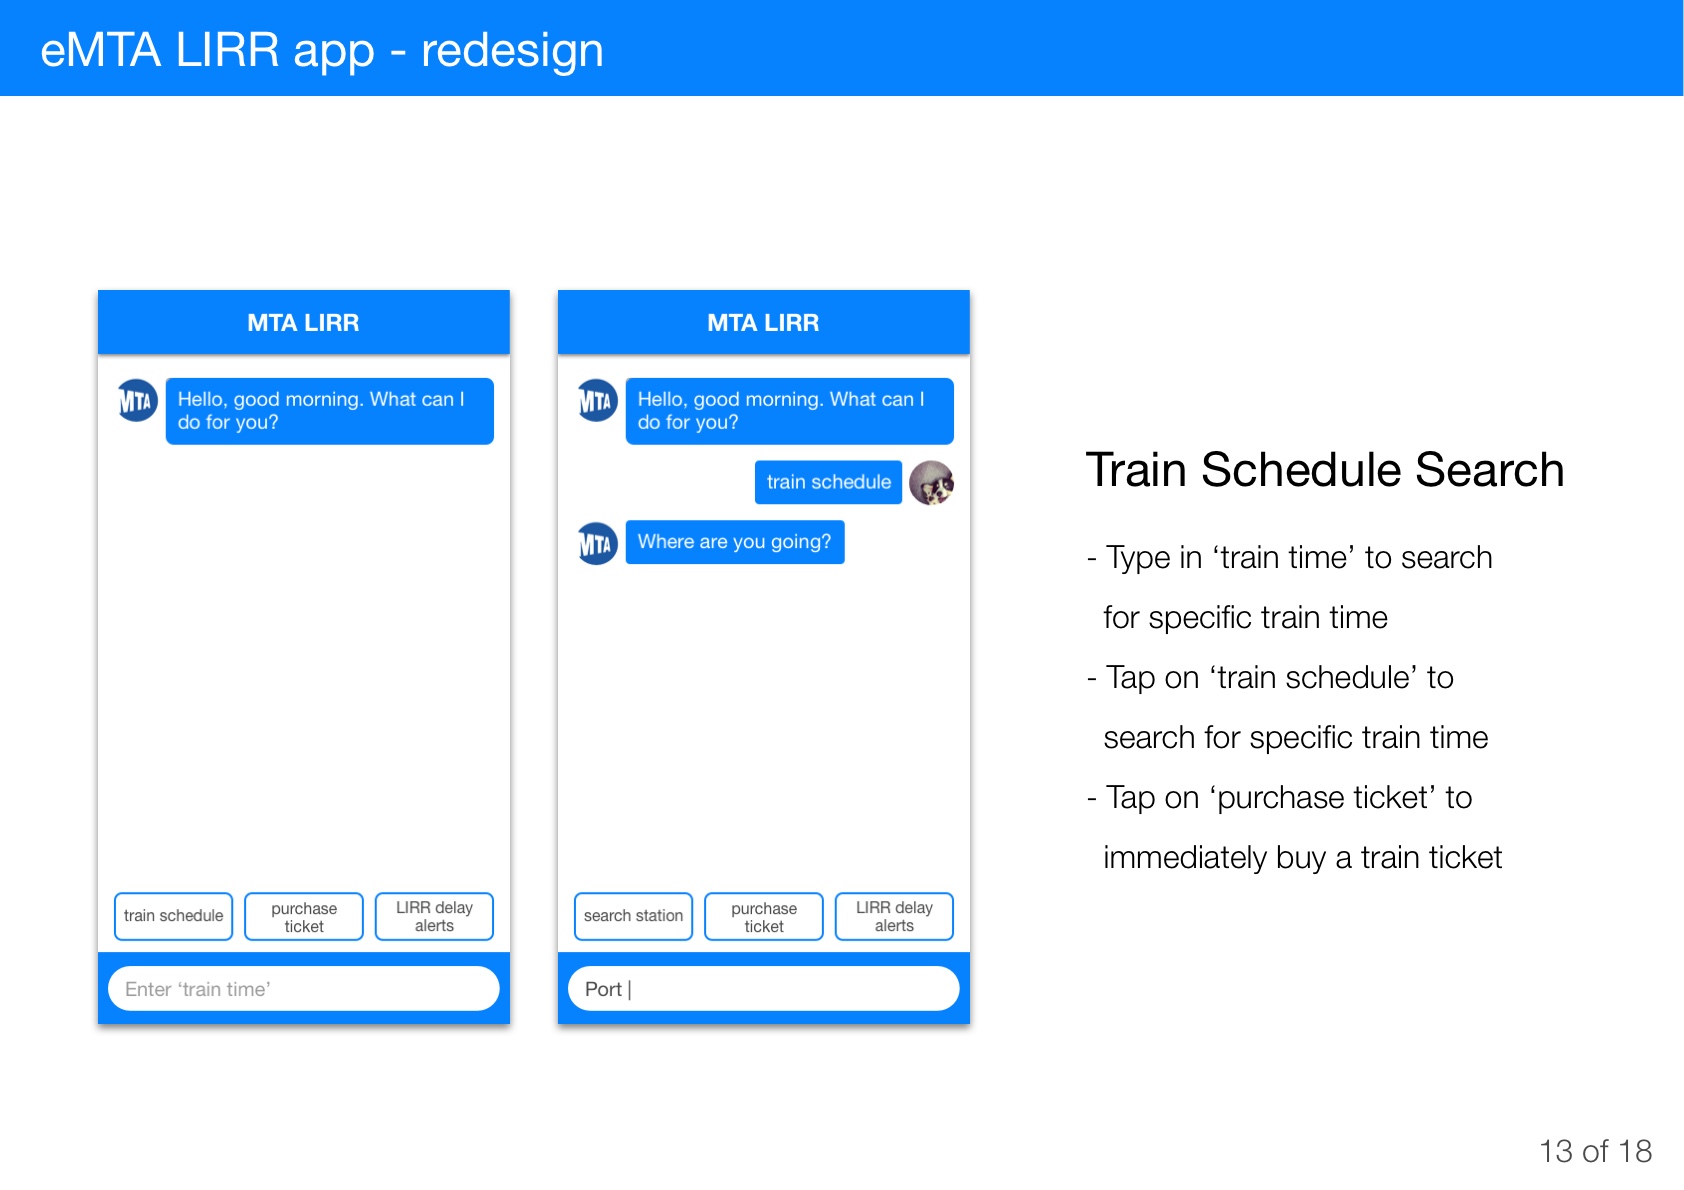 eMTA LIRR app - redesign
MTA LIRR
MTA
Hello, good morning. What can I
do for you?
train schedule
purchase
ticket
LIRR delay
alerts
Enter ‘train time’
MTA LIRR
MTA
Hello, good morning. What can I
do for you?
train schedule
MTA
Where are you going?
search station
purchase
ticket
LIRR delay
alerts
Port |
Train Schedule Search
- Type in ‘train time’ to search
for specific train time
- Tap on ‘train schedule’ to
search for specific train time
- Tap on ‘purchase ticket’ to
immediately buy a train ticket
13 of 18